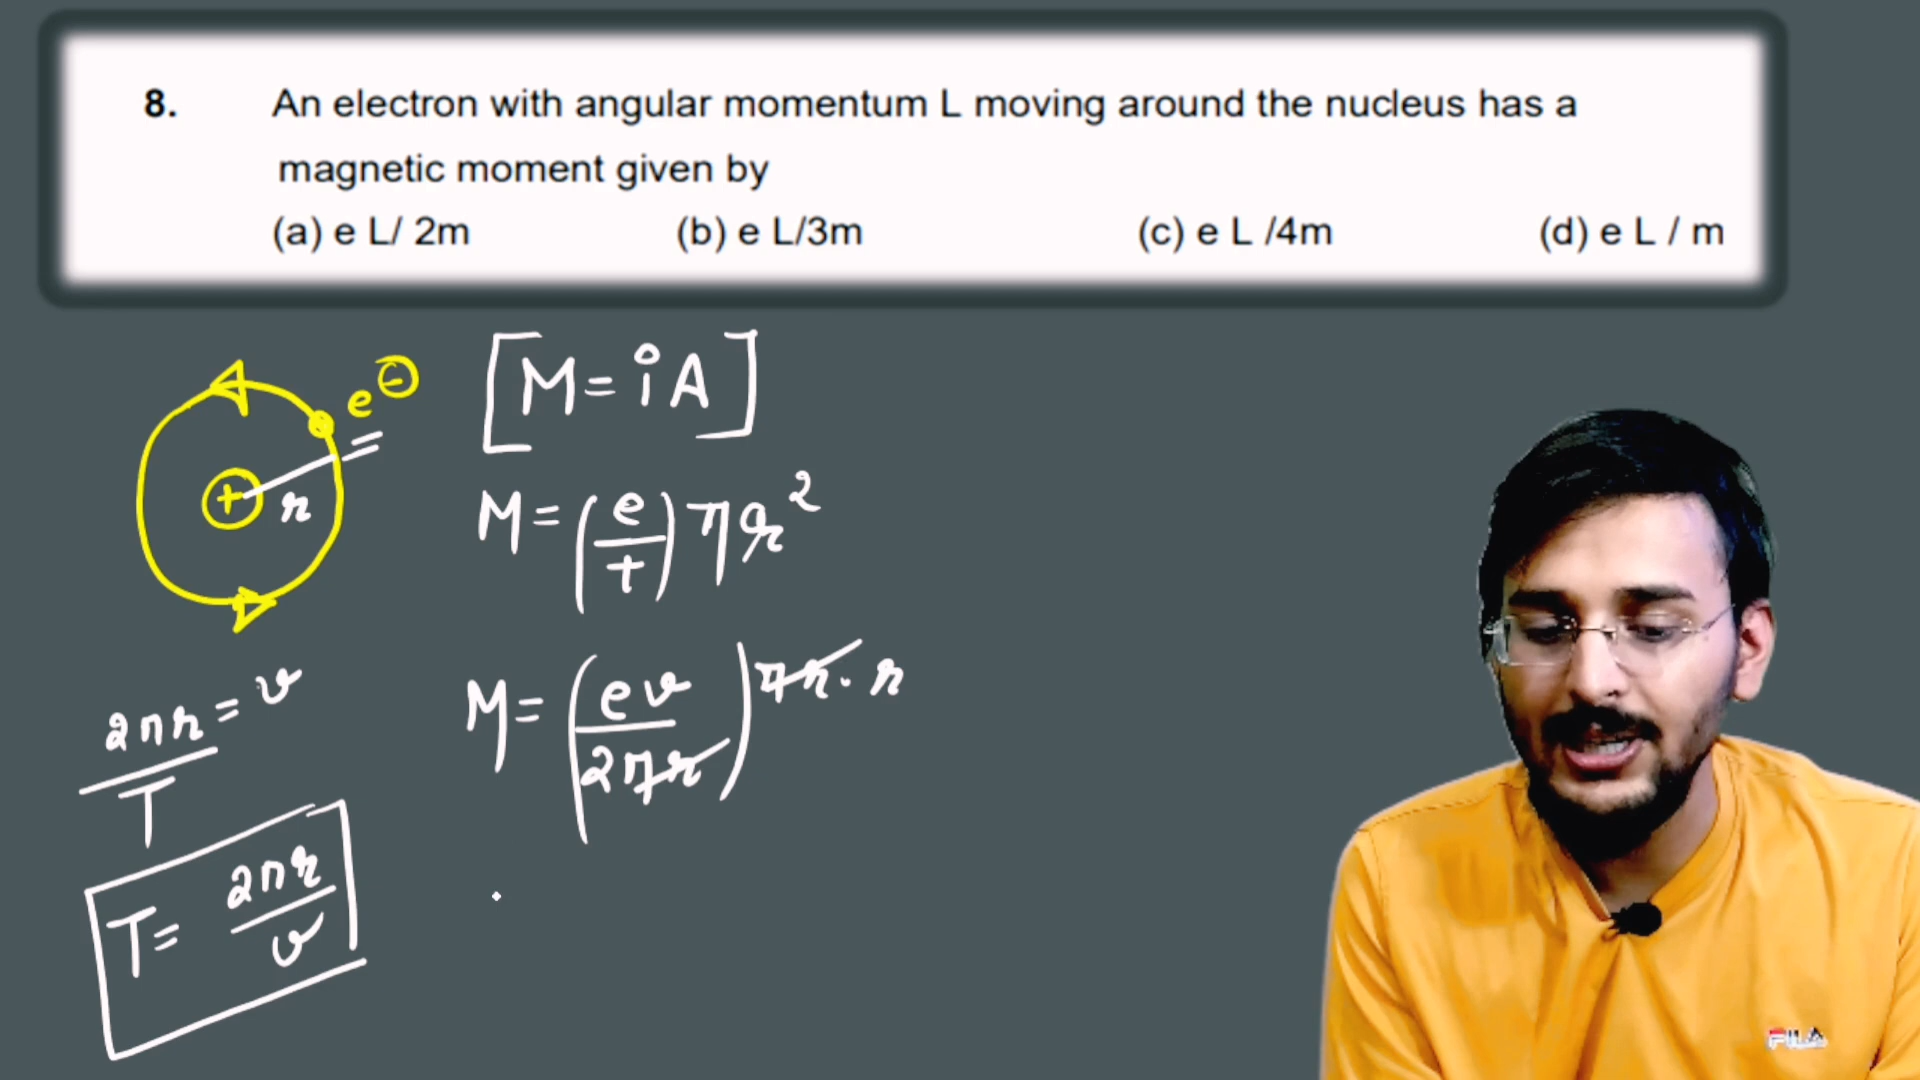 8. An electron with angular momentum L moving around the nucleus has a
magnetic moment given by
(a) e L/ 2m (b) e L/3m (c) e L /4m (d) e L / m
e⊖
+ r
[M = i A]
M = (e/t) πr²
M = (ev/2πr) πr · r
2πr/T = v
T = 2πr/v
FILA